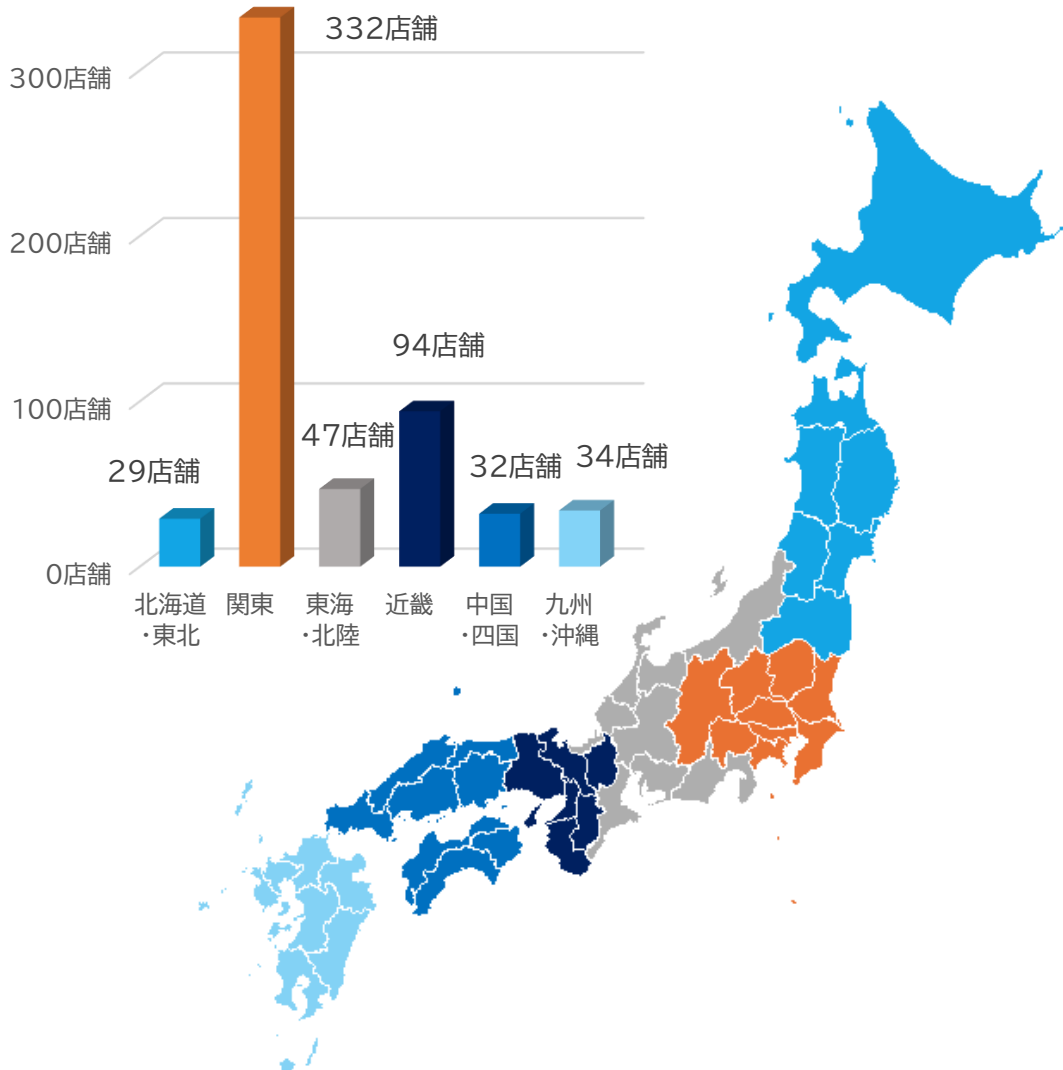 332店舗
300店舗
200店舗
94店舗
100店舗
47店舗
29店舗
32店舗
34店舗
0店舗
北海道
・東北
関東
東海
・北陸
近畿
中国
・四国
九州
・沖縄